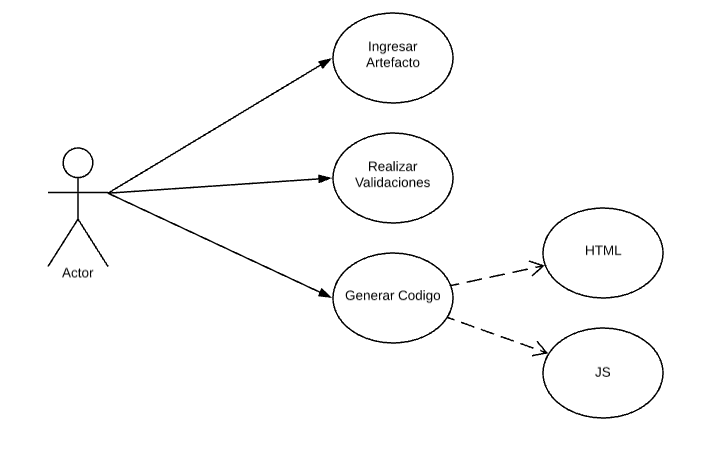 Ingresar
Artefacto
Realizar
Validaciones
Actor
Generar Codigo
HTML
JS